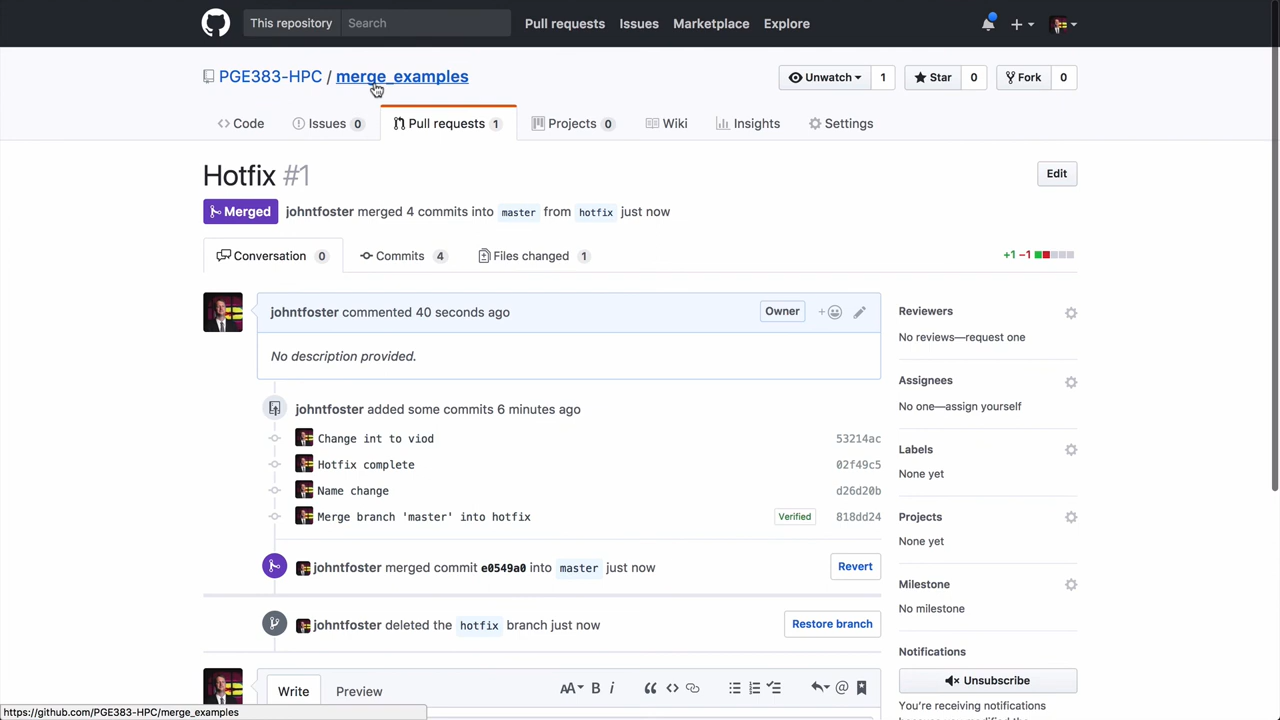 This repository Search Pull requests Issues Marketplace Explore
PGE383-HPC / merge_examples Unwatch 1 Star 0 Fork 0
Code Issues 0 Pull requests 1 Projects 0 Wiki Insights Settings
Hotfix #1 Edit
Merged johntfoster merged 4 commits into master from hotfix just now
Conversation 0 Commits 4 Files changed 1 +1 −1
johntfoster commented 40 seconds ago Owner
No description provided.
johntfoster added some commits 6 minutes ago
Change int to viod 53214ac
Hotfix complete 02f49c5
Name change d26d20b
Merge branch 'master' into hotfix Verified 818dd24
johntfoster merged commit e0549a0 into master just now Revert
johntfoster deleted the hotfix branch just now Restore branch
Write Preview AA B i
Reviewers
No reviews—request one
Assignees
No one—assign yourself
Labels
None yet
Projects
None yet
Milestone
No milestone
Notifications
Unsubscribe
You're receiving notifications
https://github.com/PGE383-HPC/merge_examples